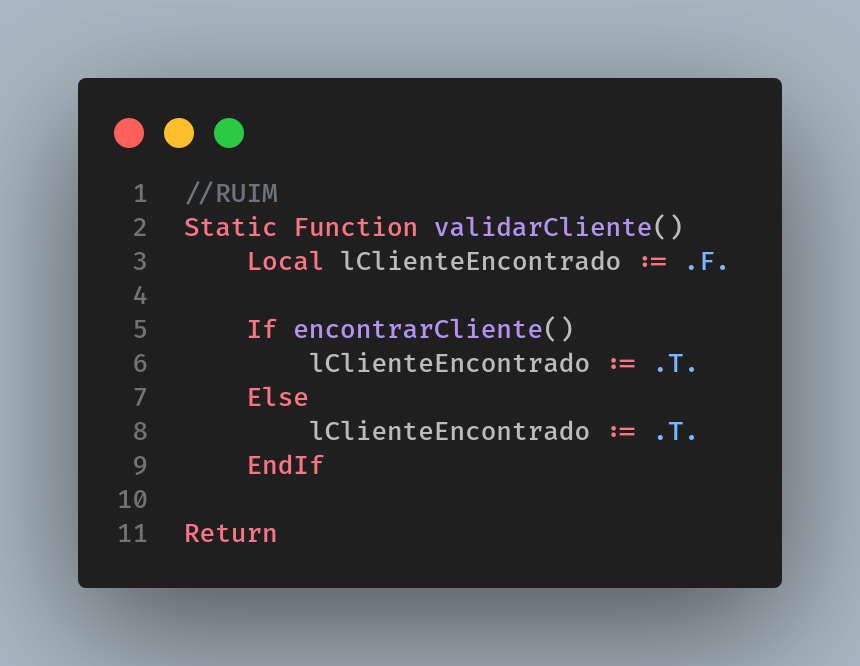 1 //RUIM
2 Static Function validarCliente()
3     Local lClienteEncontrado := .F.
4
5     If encontrarCliente()
6         lClienteEncontrado := .T.
7     Else
8         lClienteEncontrado := .T.
9     EndIf
10
11 Return